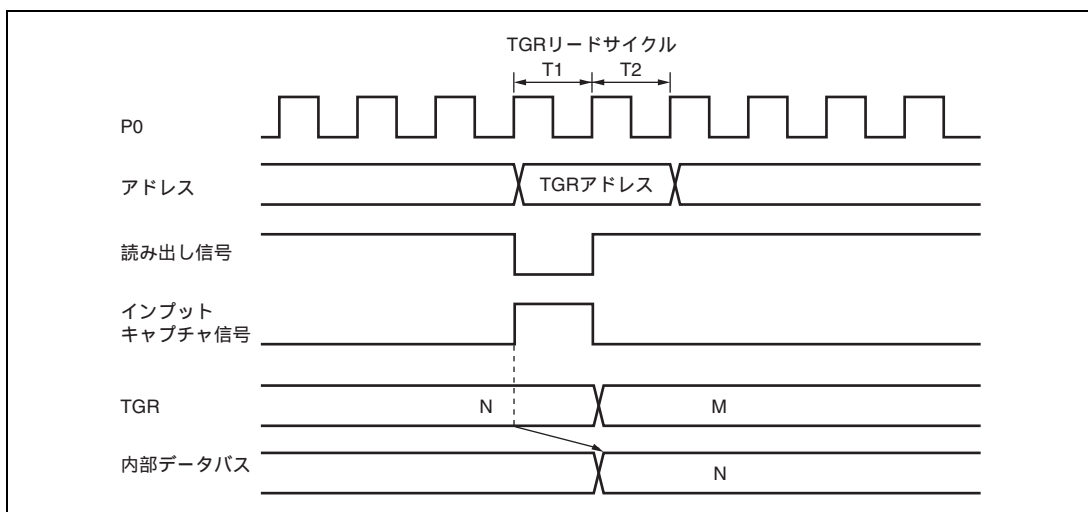 TGRリードサイクル
T1
T2
P0
アドレス
TGRアドレス
読み出し信号
インプット
キャプチャ信号
TGR
N
M
内部データバス
N